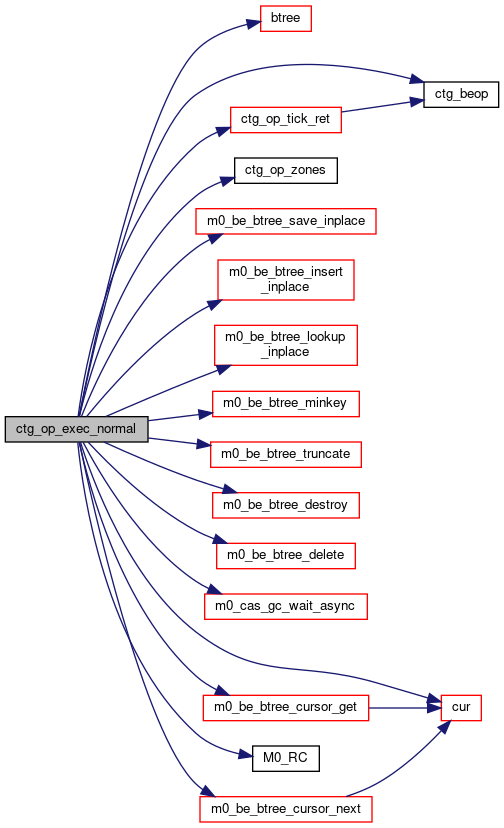 btree
ctg_beop
ctg_op_tick_ret
ctg_op_zones
m0_be_btree_save_inplace
m0_be_btree_insert
_inplace
m0_be_btree_lookup
_inplace
m0_be_btree_minkey
ctg_op_exec_normal
m0_be_btree_truncate
m0_be_btree_destroy
m0_be_btree_delete
m0_cas_gc_wait_async
m0_be_btree_cursor_get
cur
M0_RC
m0_be_btree_cursor_next